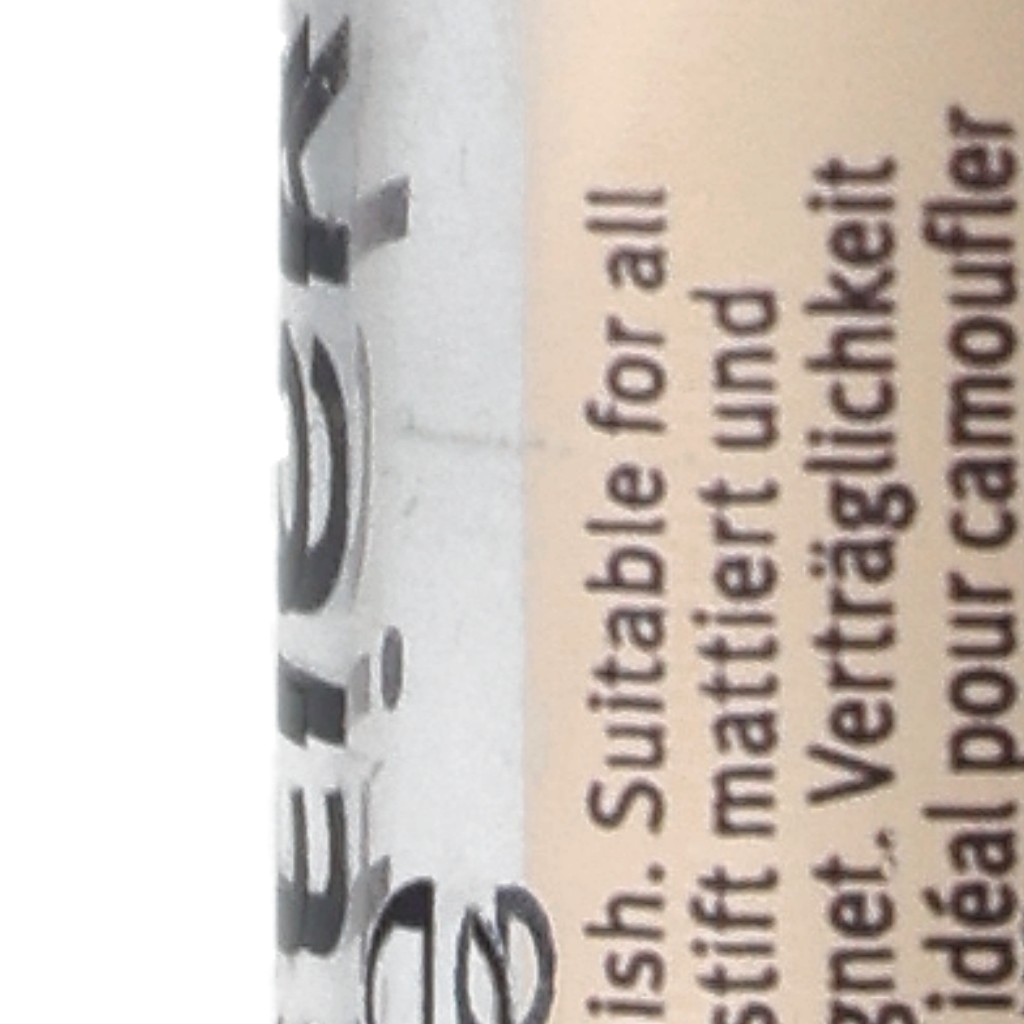 ish. Suitable for all
stift mattiert und
gnet. Verträglichkeit
idéal pour camoufler